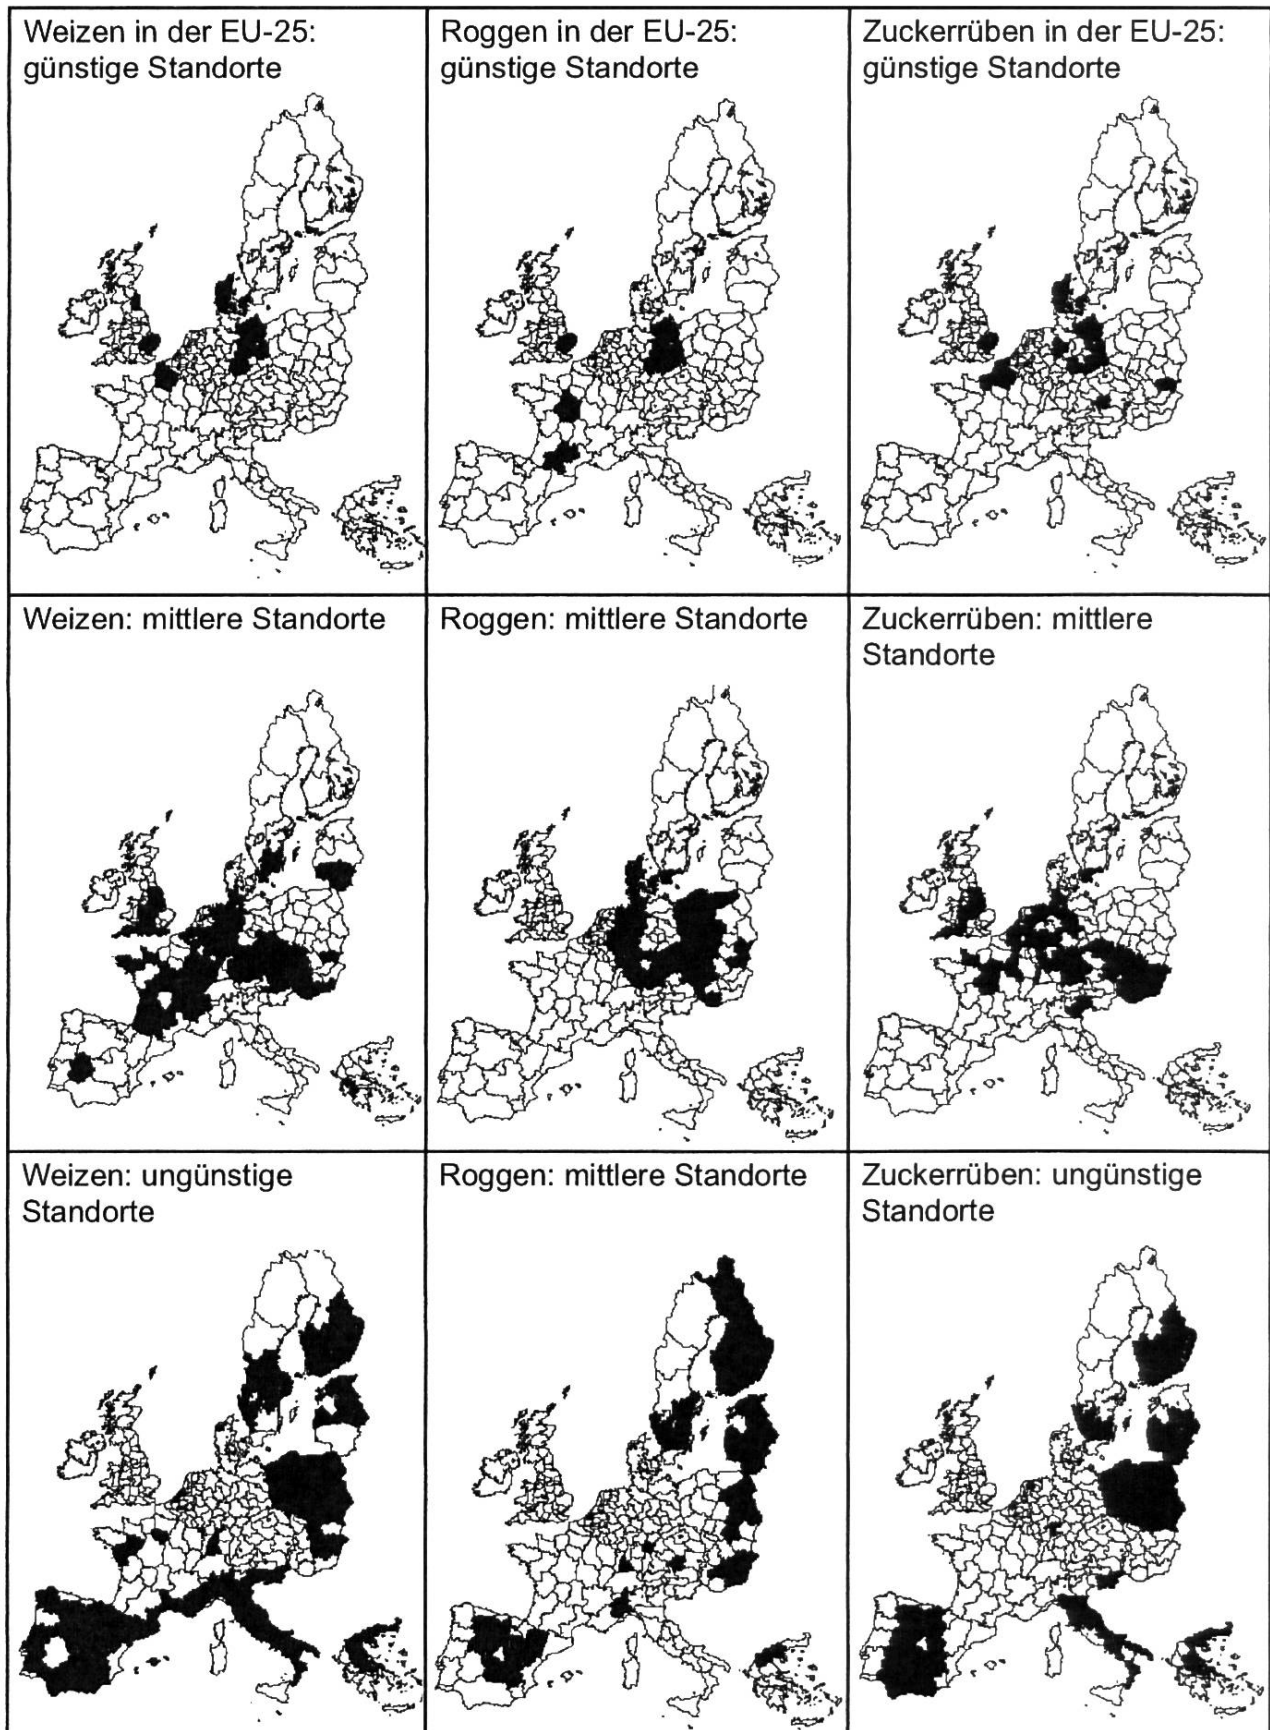 Weizen in der EU-25:
günstige Standorte
Roggen in der EU-25:
günstige Standorte
Zuckerrüben in der EU-25:
günstige Standorte
Weizen: mittlere Standorte
Roggen: mittlere Standorte
Zuckerrüben: mittlere
Standorte
Weizen: ungünstige
Standorte
Roggen: mittlere Standorte
Zuckerrüben: ungünstige
Standorte